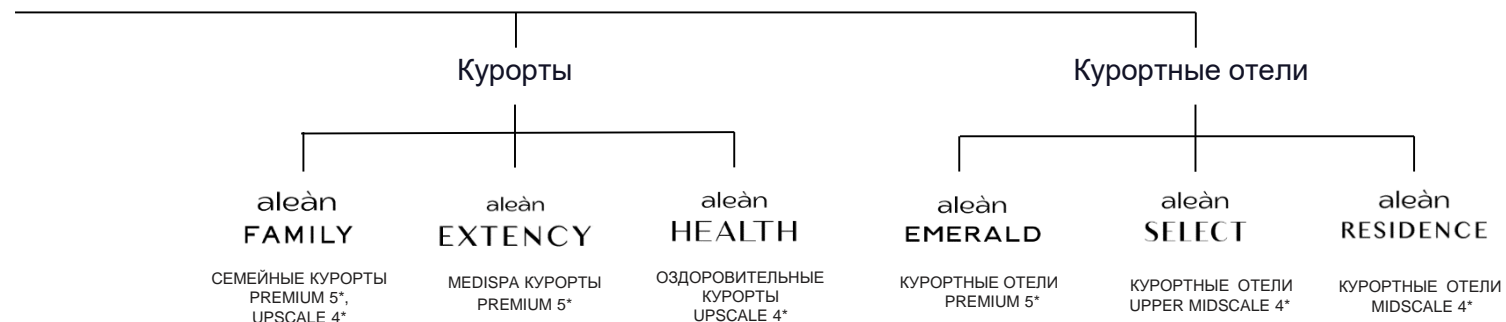 Курорты
Курортные отели
aleàn
FAMILY
СЕМЕЙНЫЕ КУРОРТЫ
PREMIUM 5*,
UPSCALE 4*
aleàn
EXTENCY
MEDISPA КУРОРТЫ
PREMIUM 5*
aleàn
HEALTH
ОЗДОРОВИТЕЛЬНЫЕ
КУРОРТЫ
UPSCALE 4*
aleàn
EMERALD
КУРОРТНЫЕ ОТЕЛИ
PREMIUM 5*
aleàn
SELECT
КУРОРТНЫЕ ОТЕЛИ
UPPER MIDSCALE 4*
aleàn
RESIDENCE
КУРОРТНЫЕ ОТЕЛИ
MIDSCALE 4*